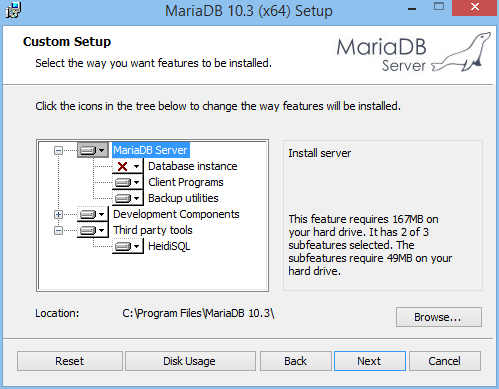 MariaDB 10.3 (x64) Setup
Custom Setup
Select the way you want features to be installed.
MariaDB
Server
Click the icons in the tree below to change the way features will be installed.
MariaDB Server
Database instance
Client Programs
Backup utilities
Development Components
Third party tools
HeidiSQL
Install server
This feature requires 167MB on
your hard drive. It has 2 of 3
subfeatures selected. The
subfeatures require 49MB on your
hard drive.
Location: C:\Program Files\MariaDB 10.3\
Browse...
Reset Disk Usage Back Next Cancel